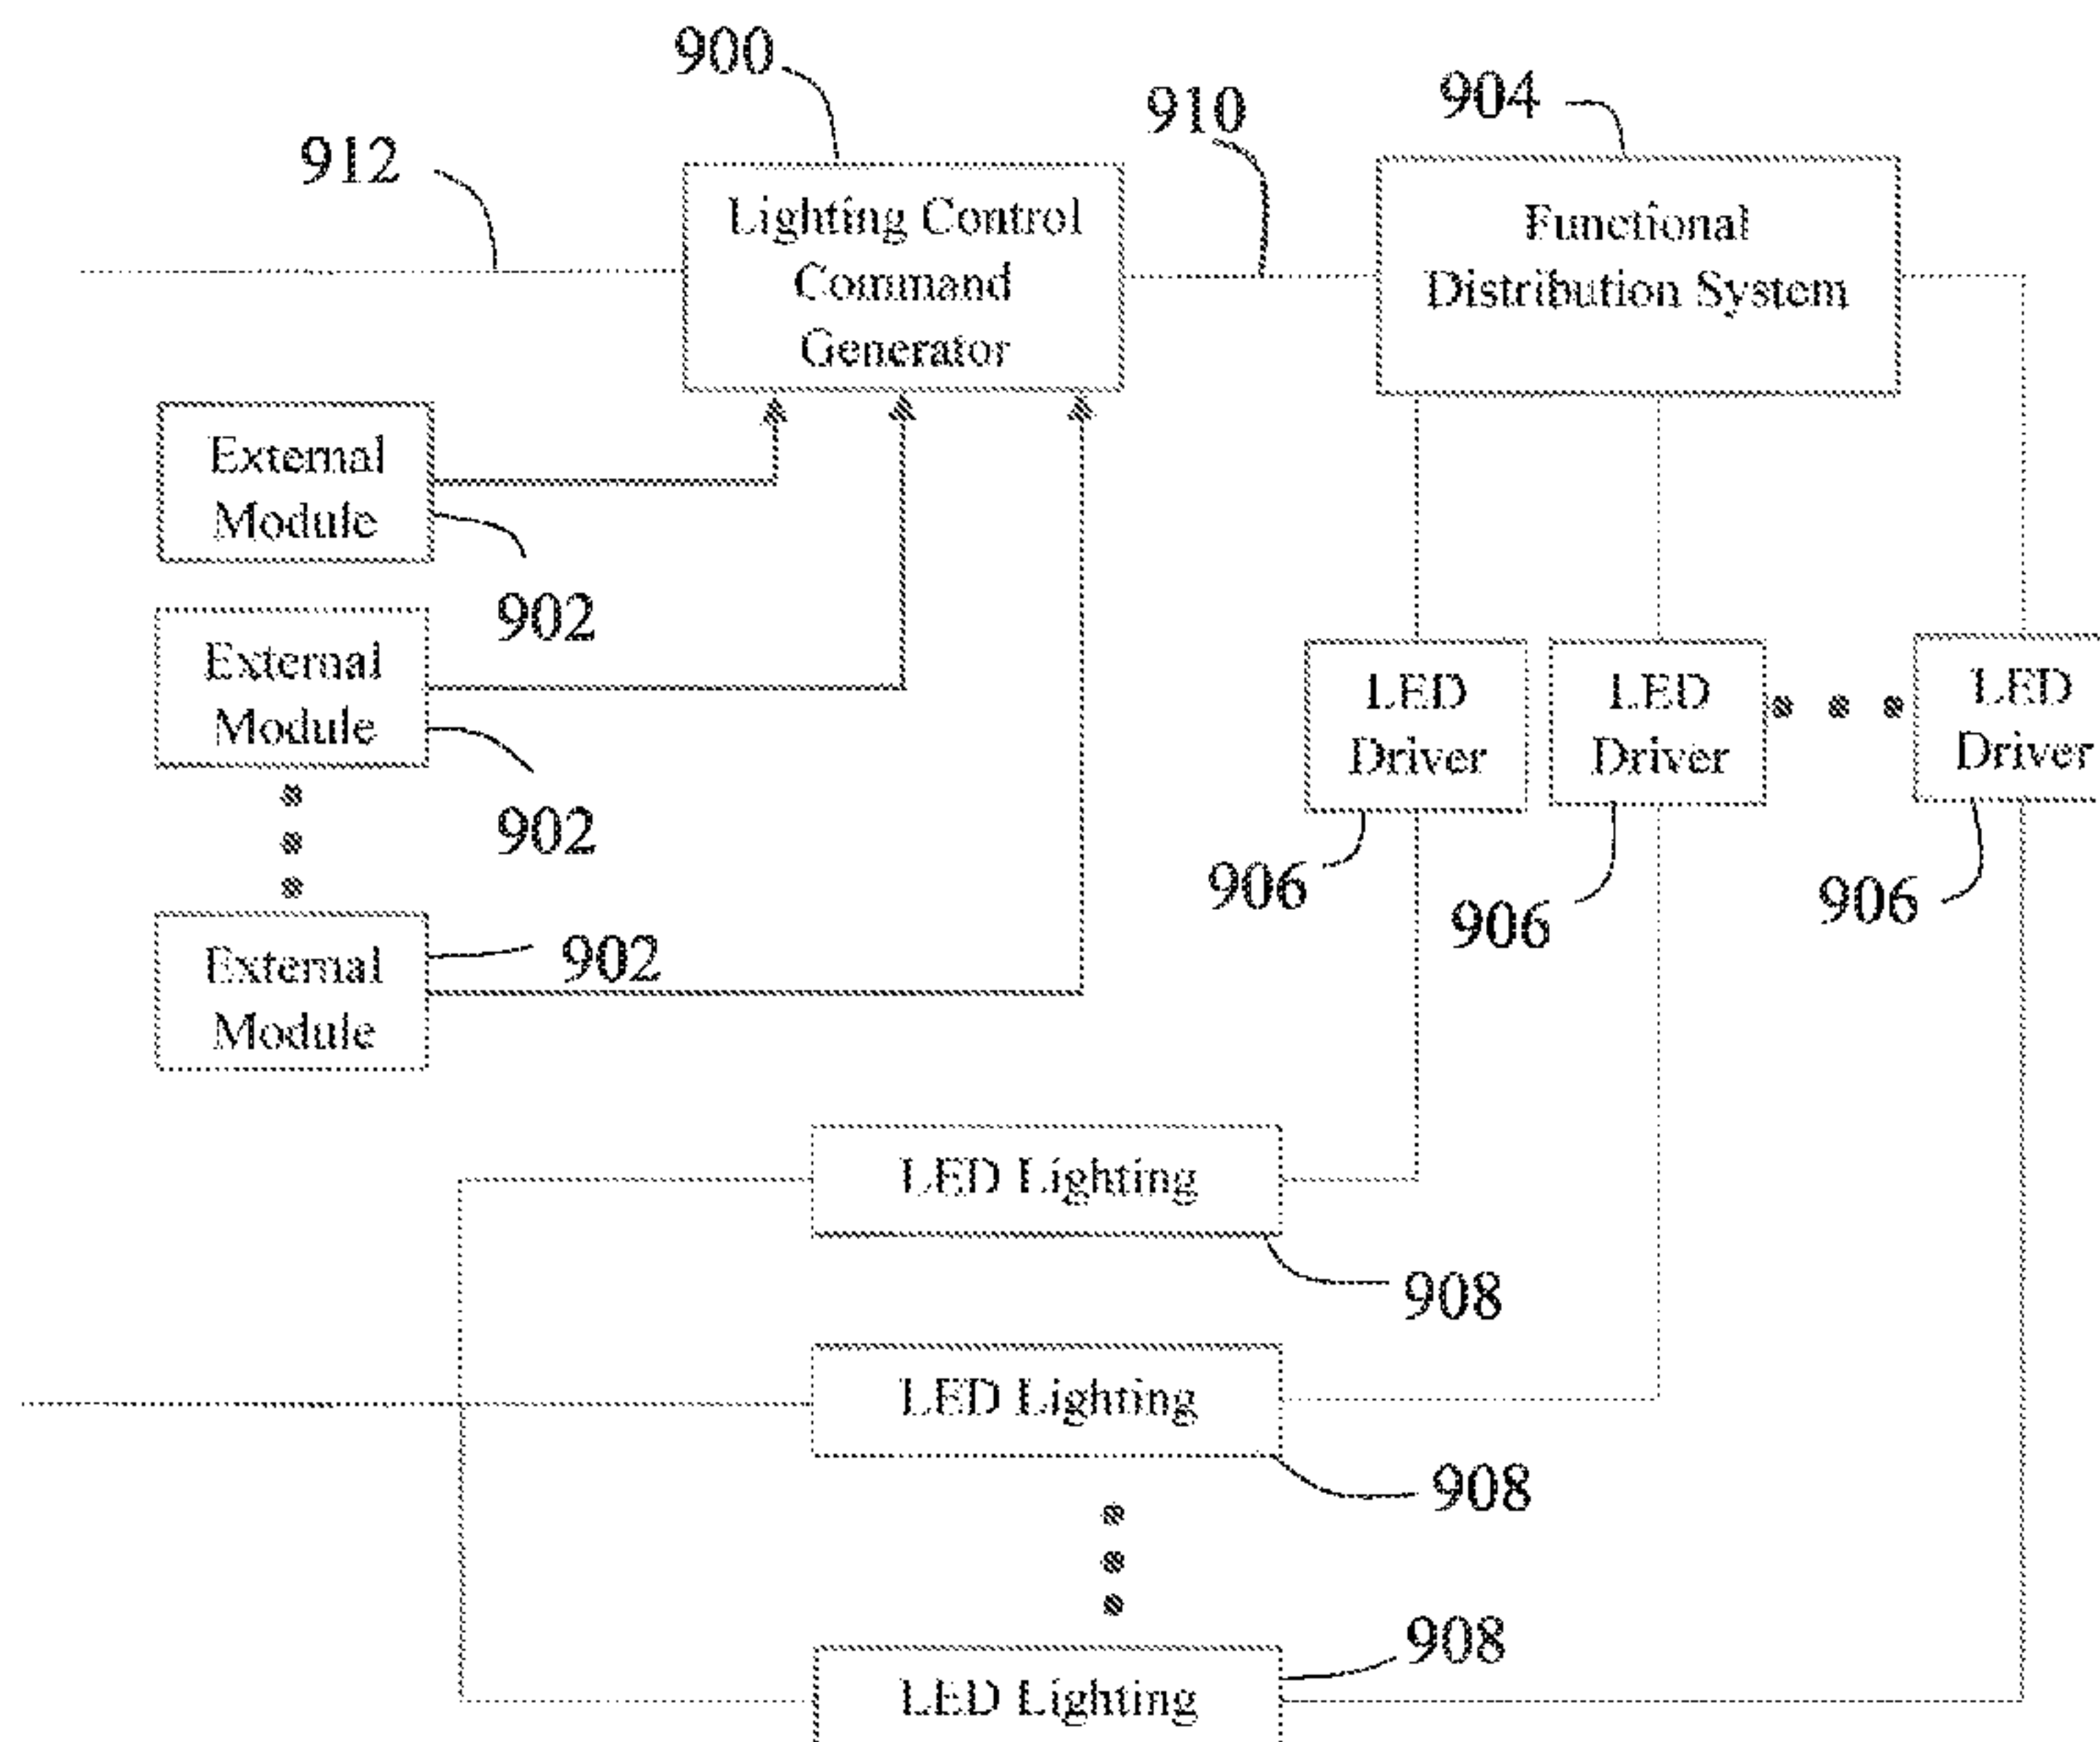 900
904
910
912
Lighting Control
Command
Generator
Functional
Distribution System
External
Module
902
External
Module
902
External
Module
902
LED
Driver
906
LED
Driver
906
LED
Driver
906
LED Lighting
908
LED Lighting
908
LED Lighting
908